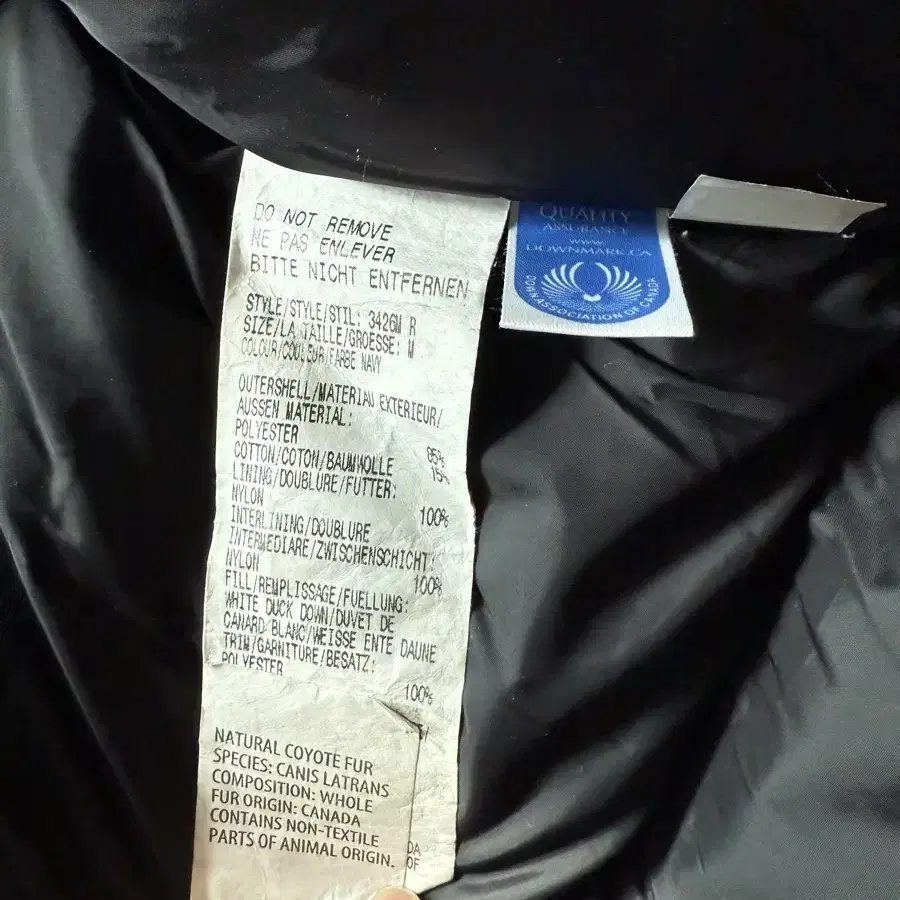 DO NOT REMOVE
NE PAS ENLEVER
BITTE NICHT ENTFERNEN
STYLE/STYLE/STIL: 3426M R
SIZE/LA TAILLE/GROESSE: M
COLOUR/COULEUR/FARBE NAVY
OUTERSHELL/MATERIAU EXTERIEUR/
AUSSEN MATERIAL:
POLYESTER 85%
COTTON/COTON/BAUMWOLLE 15%
LINING/DOUBLURE/FUTTER:
NYLON 100%
INTERLINING/DOUBLURE
INTERMEDIARE/ZWISCHENSCHICHT:
NYLON 100%
FILL/REMPLISSAGE/FUELLUNG:
WHITE DUCK DOWN/DUVET DE
CANARD BLANC/WEISSE ENTE DAUNE
TRIM/GARNITURE/BESATZ:
POLYESTER 100%
NATURAL COYOTE FUR
SPECIES: CANIS LATRANS
COMPOSITION: WHOLE
FUR ORIGIN: CANADA
CONTAINS NON-TEXTILE
PARTS OF ANIMAL ORIGIN.
DA
OF
QUALITY
ASSURANCE
www.
DOWNMARK.CA
DOWN ASSOCIATION OF CANADA